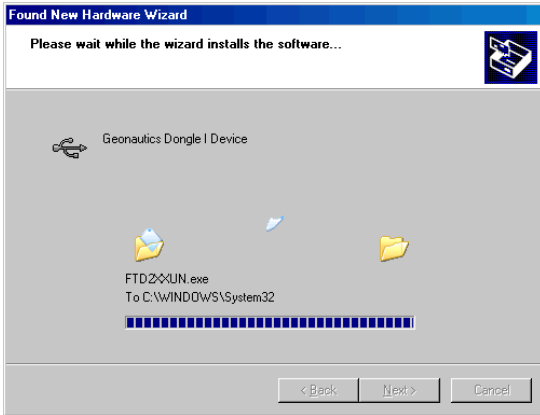 Found New Hardware Wizard
Please wait while the wizard installs the software...
Geonautics Dongle I Device
FTD2XXUN.exe
To C:\WINDOWS\System32
< Back
Next >
Cancel